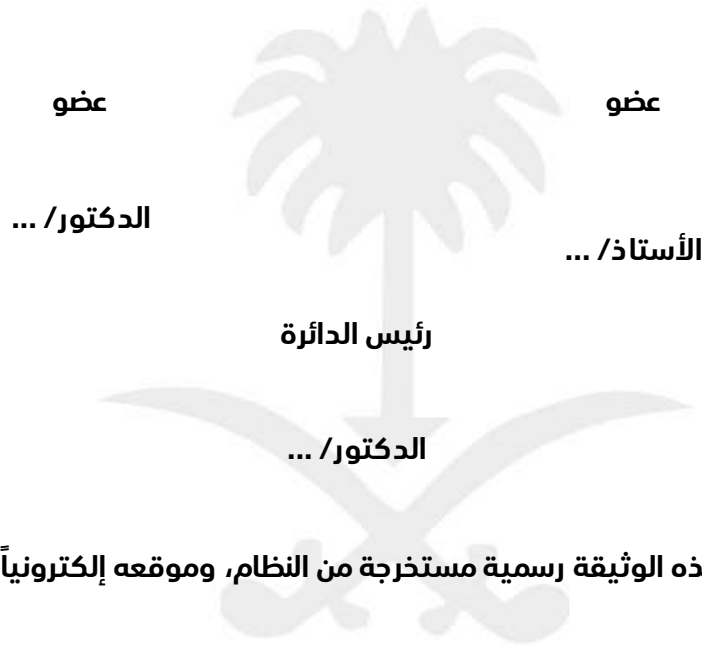 عضو
عضو
الدكتور/ ...
الأستاذ/ ...
رئيس الدائرة
الدكتور/ ...
ذه الوثيقة رسمية مستخرجة من النظام، وموقعه إلكترونياً